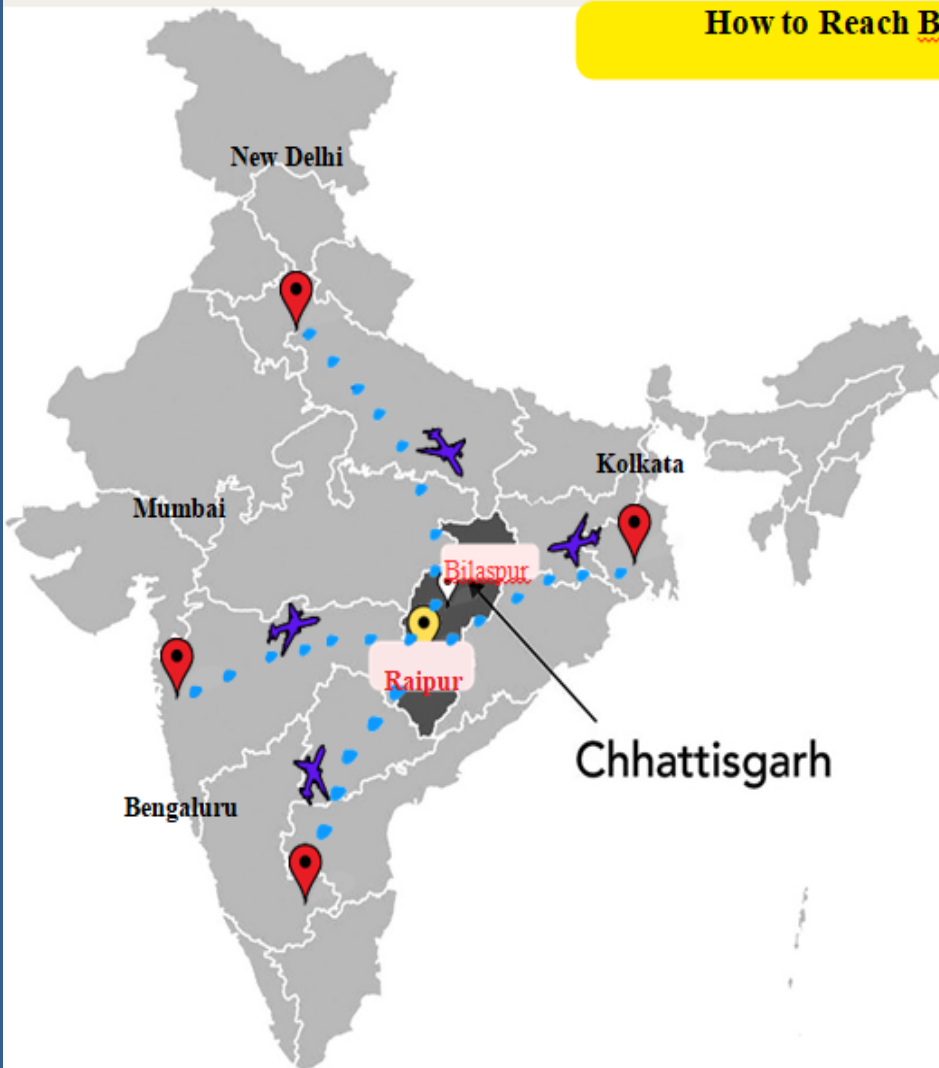 How to Reach B
New Delhi
Kolkata
Mumbai
Bilaspur
Raipur
Chhattisgarh
Bengaluru